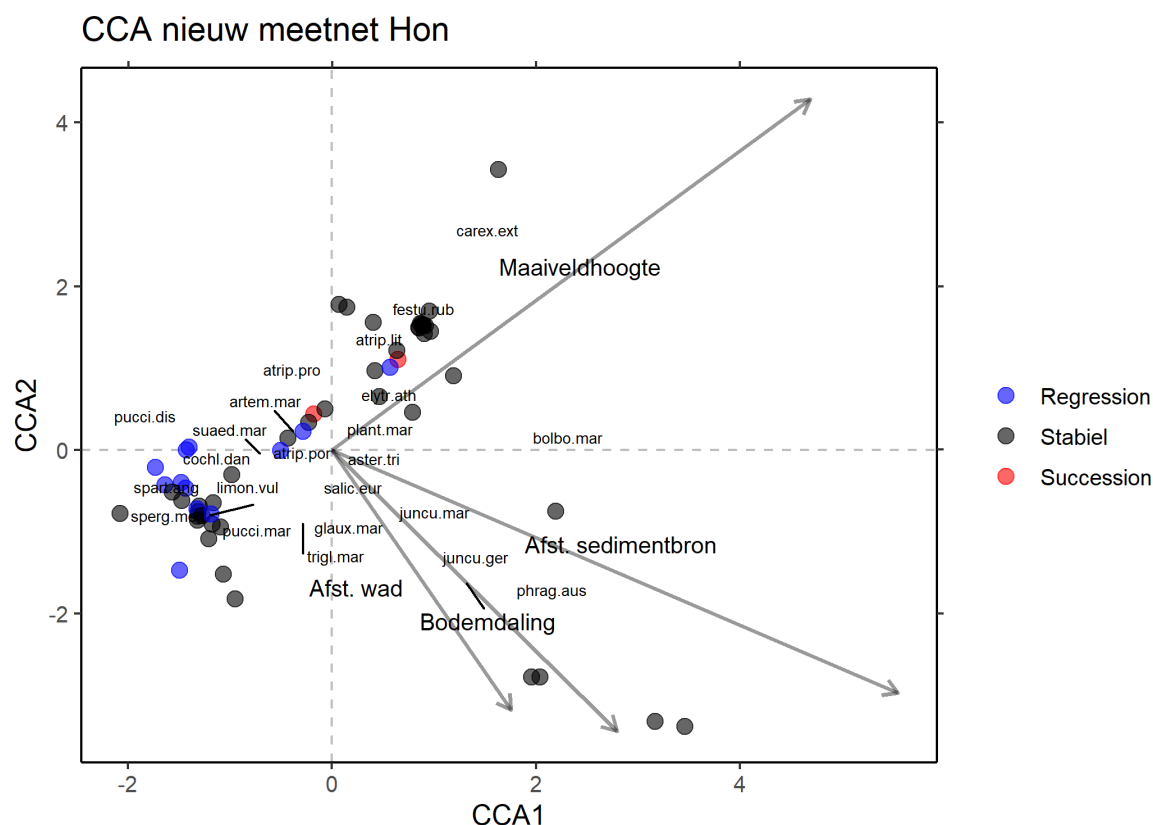 CCA nieuw meetnet Hon
4
2
0
-2
-2
0
2
4
CCA2
CCA1
carex.ext
Maaiveldhoogte
festu.rub
atrip.lit
atrip.pro
elytr.ath
artem.mar
pucci.dis
suaed.mar
plant.mar
bolbo.mar
cochl.dan
atrip.por
aster.tri
spart.ang
limon.vul
salic.eur
sperg.m
juncu.mar
pucci.mar
glaux.mar
Afst. sedimentbron
trigl.mar
juncu.ger
Afst. wad
phrag.aus
Bodemdaling
Regression
Stabiel
Succession